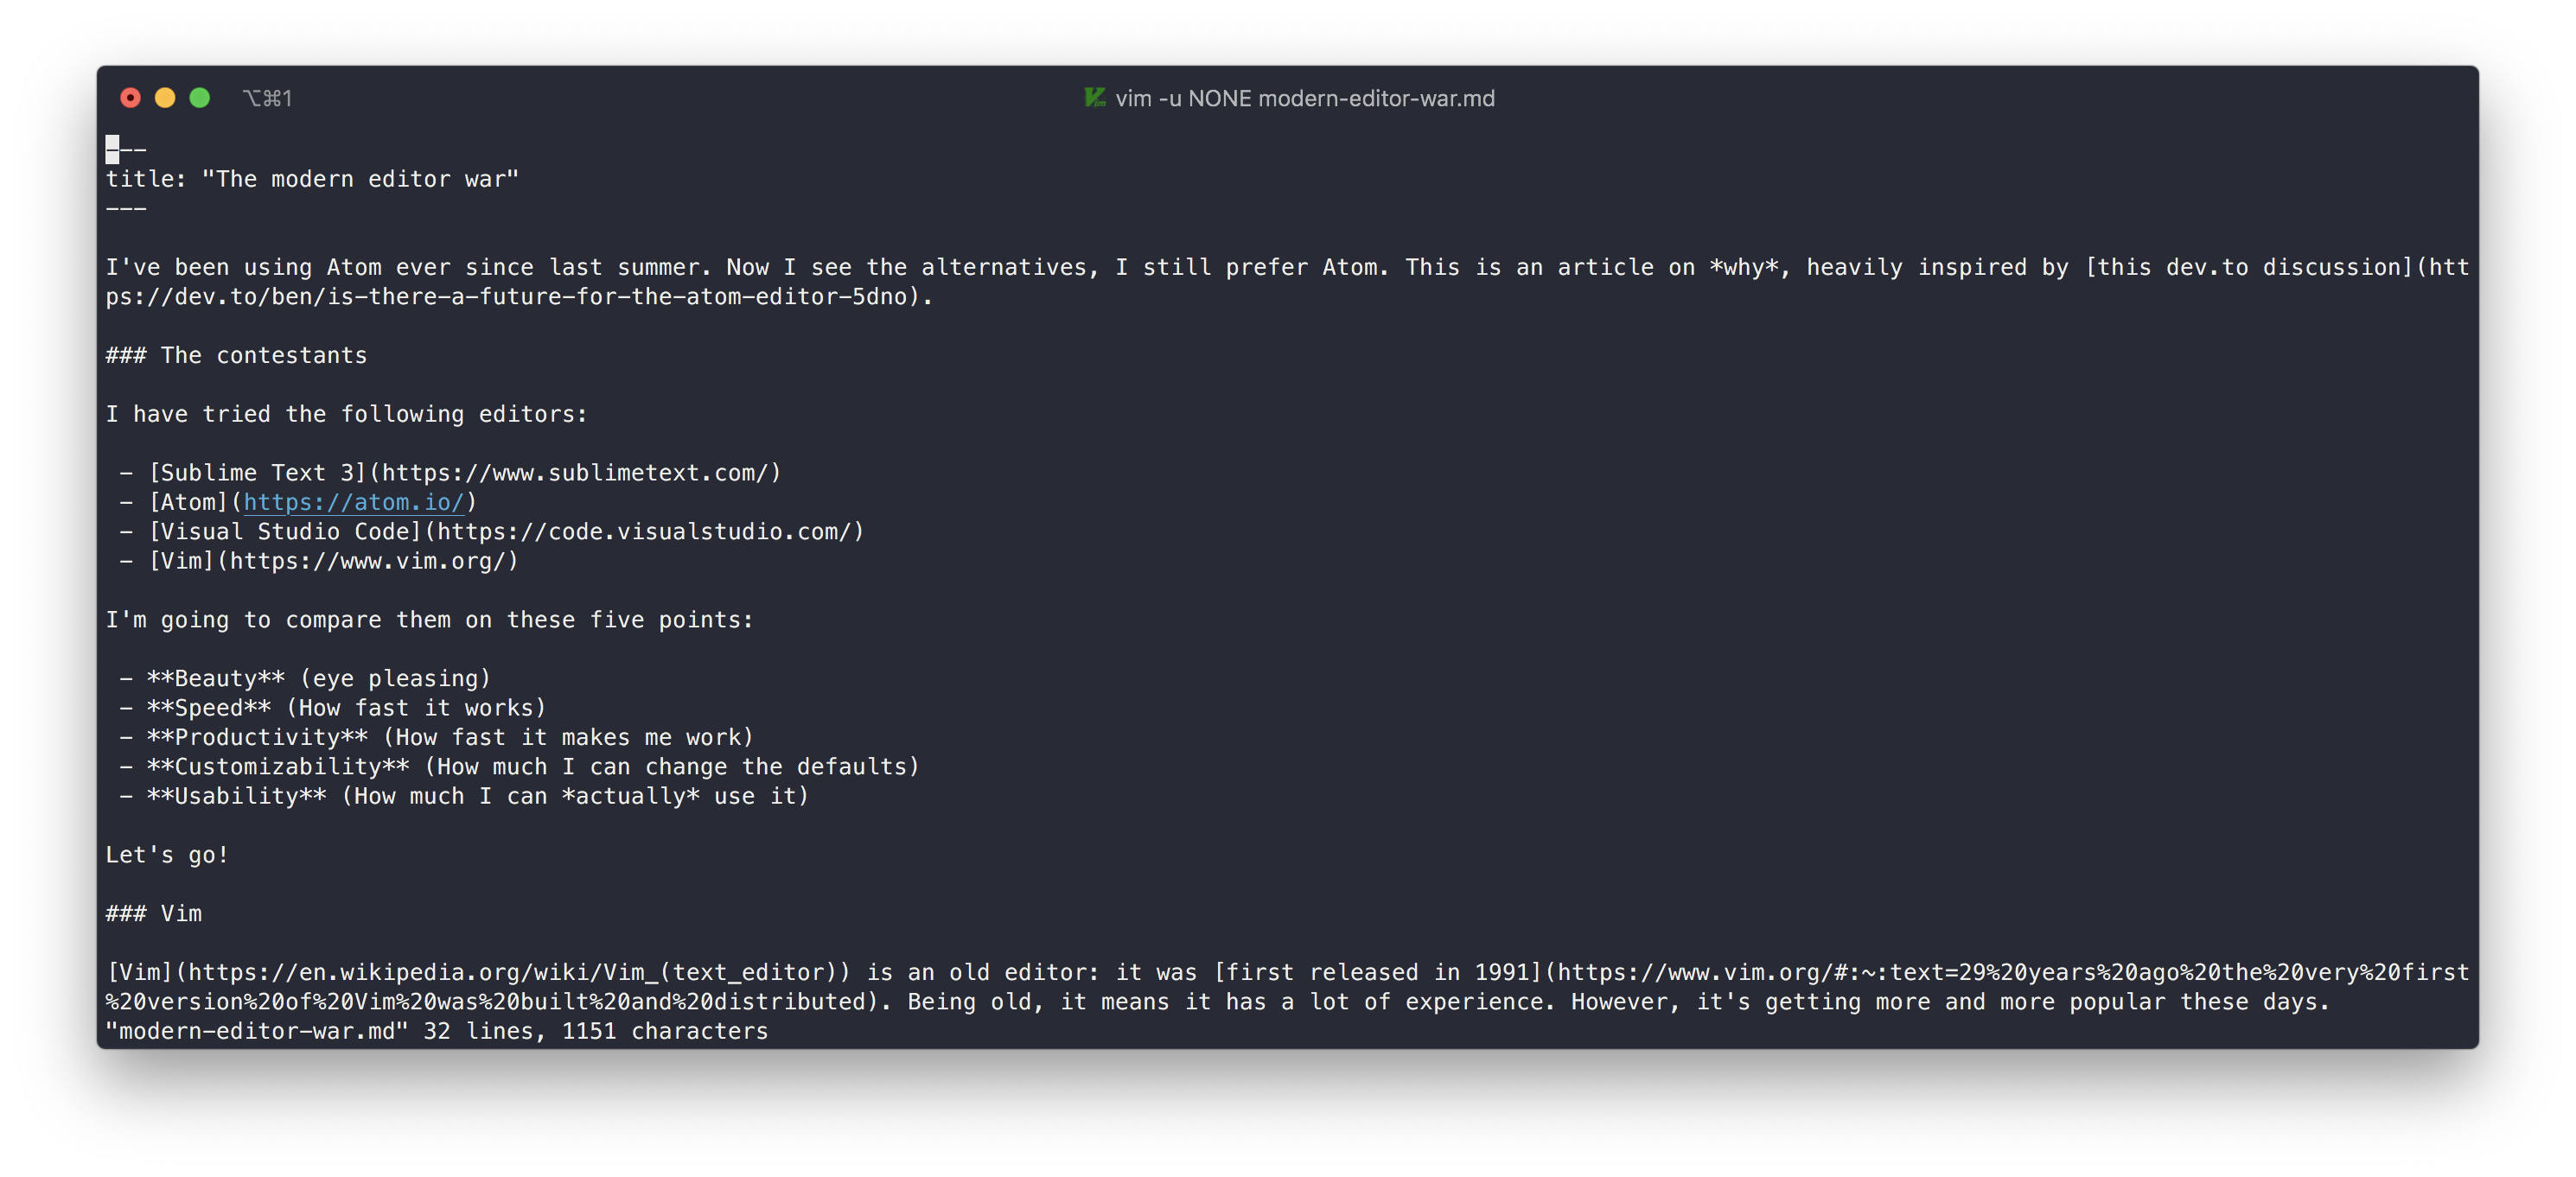 ⌥⌘1
Vim vim -u NONE modern-editor-war.md
---
title: "The modern editor war"
---
I've been using Atom ever since last summer. Now I see the alternatives, I still prefer Atom. This is an article on *why*, heavily inspired by [this dev.to discussion](htt
ps://dev.to/ben/is-there-a-future-for-the-atom-editor-5dno).
### The contestants
I have tried the following editors:
- [Sublime Text 3](https://www.sublimetext.com/)
- [Atom](https://atom.io/)
- [Visual Studio Code](https://code.visualstudio.com/)
- [Vim](https://www.vim.org/)
I'm going to compare them on these five points:
- **Beauty** (eye pleasing)
- **Speed** (How fast it works)
- **Productivity** (How fast it makes me work)
- **Customizability** (How much I can change the defaults)
- **Usability** (How much I can *actually* use it)
Let's go!
### Vim
[Vim](https://en.wikipedia.org/wiki/Vim_(text_editor)) is an old editor: it was [first released in 1991](https://www.vim.org/#:~:text=29%20years%20ago%20the%20very%20first
%20version%20of%20Vim%20was%20built%20and%20distributed). Being old, it means it has a lot of experience. However, it's getting more and more popular these days.
"modern-editor-war.md" 32 lines, 1151 characters